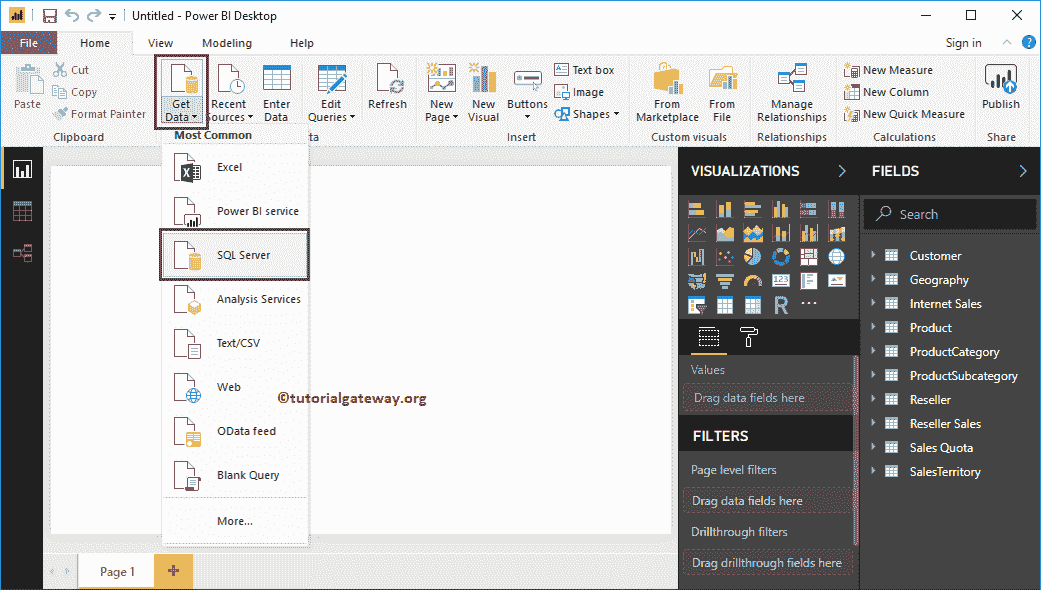 Untitled - Power BI Desktop
File Home View Modeling Help Sign in ?
Paste
Cut
Copy
Format Painter
Clipboard
Get Data
Recent Sources
Enter Data
Edit Queries
ta
Refresh
New Page
New Visual
Buttons
Text box
Image
Shapes
Insert
From Marketplace
From File
Custom visuals
Manage Relationships
Relationships
New Measure
New Column
New Quick Measure
Calculations
Publish
Share
Most Common
Excel
Power BI service
SQL Server
Analysis Services
Text/CSV
Web
OData feed
Blank Query
More...
©tutorialgateway.org
VISUALIZATIONS
123
R
...
Values
Drag data fields here
FILTERS
Page level filters
Drag data fields here
Drillthrough filters
Drag drillthrough fields here
FIELDS
Search
Customer
Geography
Internet Sales
Product
ProductCategory
ProductSubcategory
Reseller
Reseller Sales
Sales Quota
SalesTerritory
Page 1
+